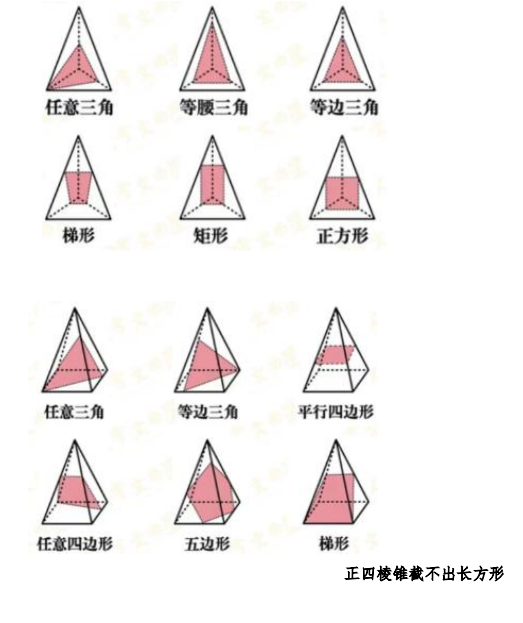 任意三角 等腰三角 等边三角
梯形 矩形 正方形
任意三角 等边三角 平行四边形
任意四边形 五边形 梯形
正四棱锥截不出长方形